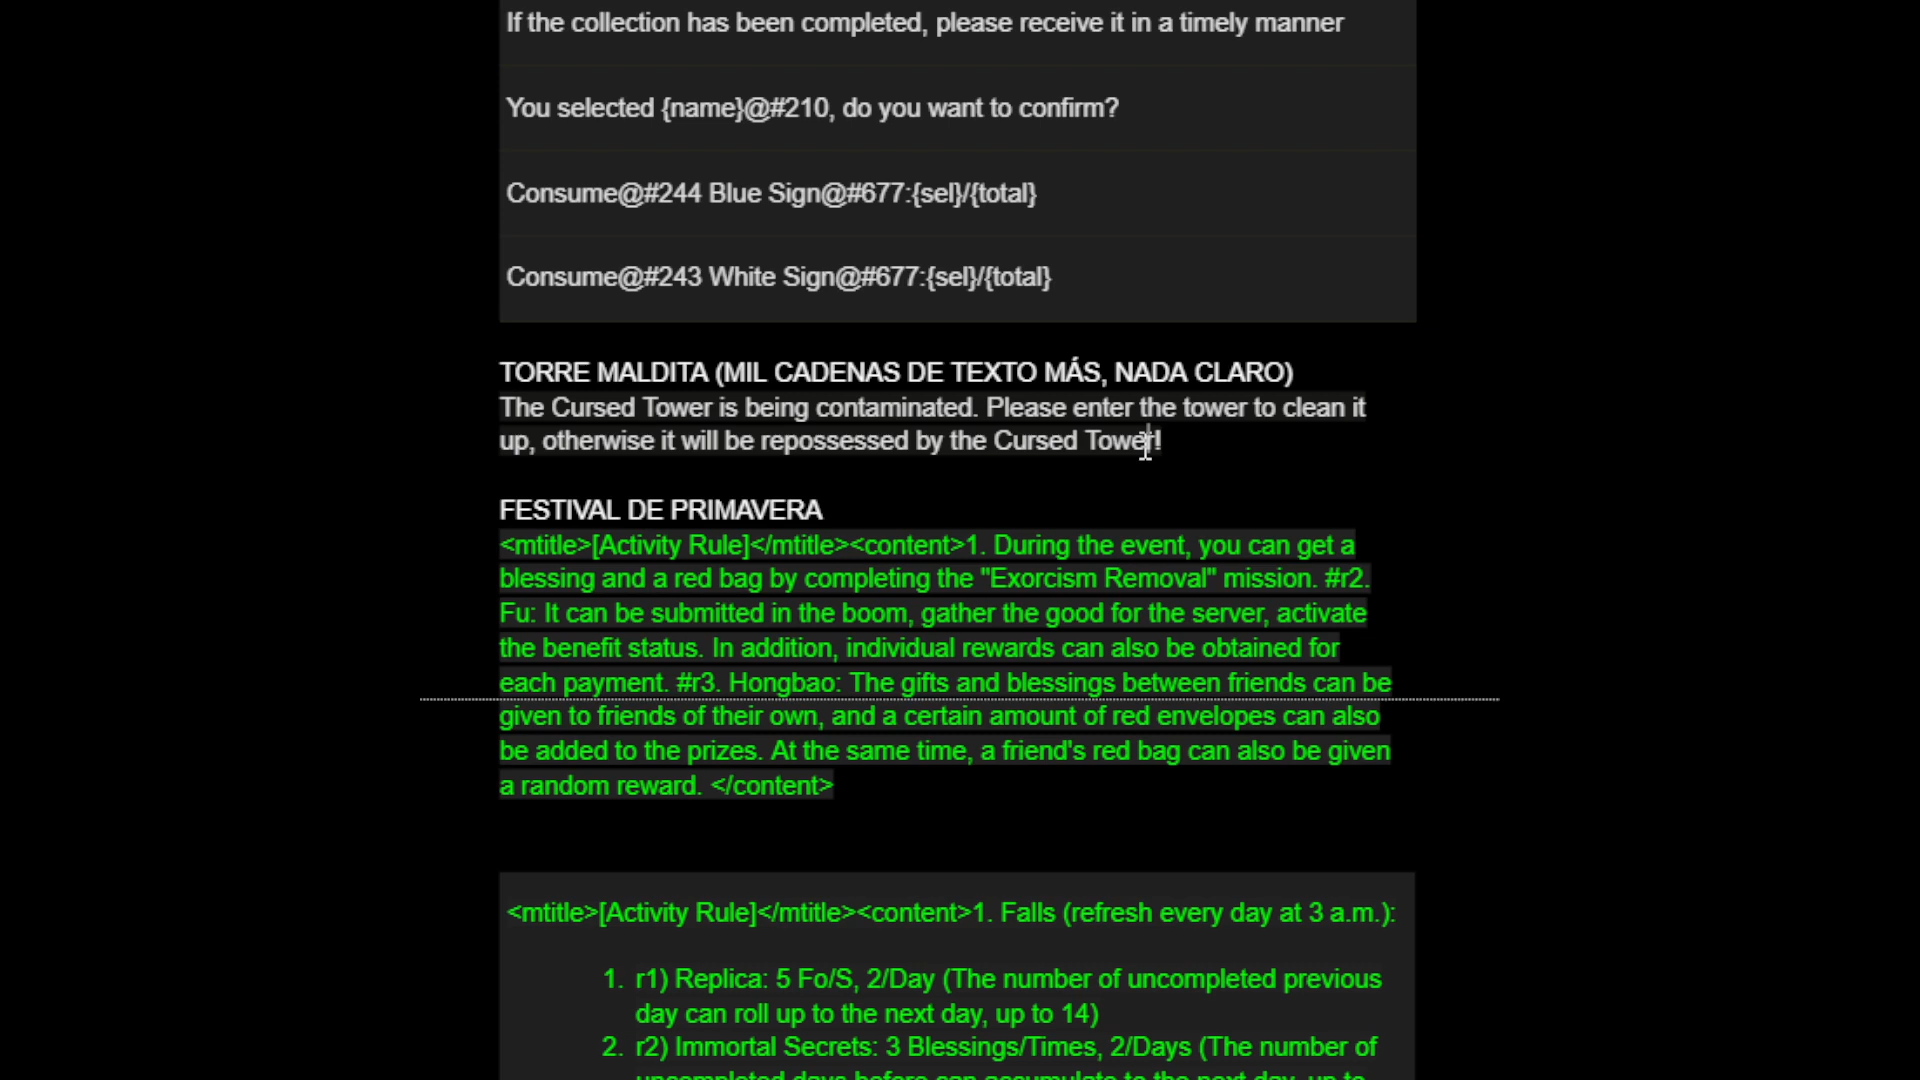 If the collection has been completed, please receive it in a timely manner
You selected {name}@#210, do you want to confirm?
Consume@#244 Blue Sign@#677:{sel}/{total}
Consume@#243 White Sign@#677:{sel}/{total}
TORRE MALDITA (MIL CADENAS DE TEXTO MÁS, NADA CLARO)
The Cursed Tower is being contaminated. Please enter the tower to clean it
up, otherwise it will be repossessed by the Cursed Tower!
FESTIVAL DE PRIMAVERA
<mtitle>[Activity Rule]</mtitle><content>1. During the event, you can get a
blessing and a red bag by completing the "Exorcism Removal" mission. #r2.
Fu: It can be submitted in the boom, gather the good for the server, activate
the benefit status. In addition, individual rewards can also be obtained for
each payment. #r3. Hongbao: The gifts and blessings between friends can be
given to friends of their own, and a certain amount of red envelopes can also
be added to the prizes. At the same time, a friend's red bag can also be given
a random reward. </content>
<mtitle>[Activity Rule]</mtitle><content>1. Falls (refresh every day at 3 a.m.):
1. r1) Replica: 5 Fo/S, 2/Day (The number of uncompleted previous
day can roll up to the next day, up to 14)
2. r2) Immortal Secrets: 3 Blessings/Times, 2/Days (The number of
uncompleted days before can accumulate to the next day, up to